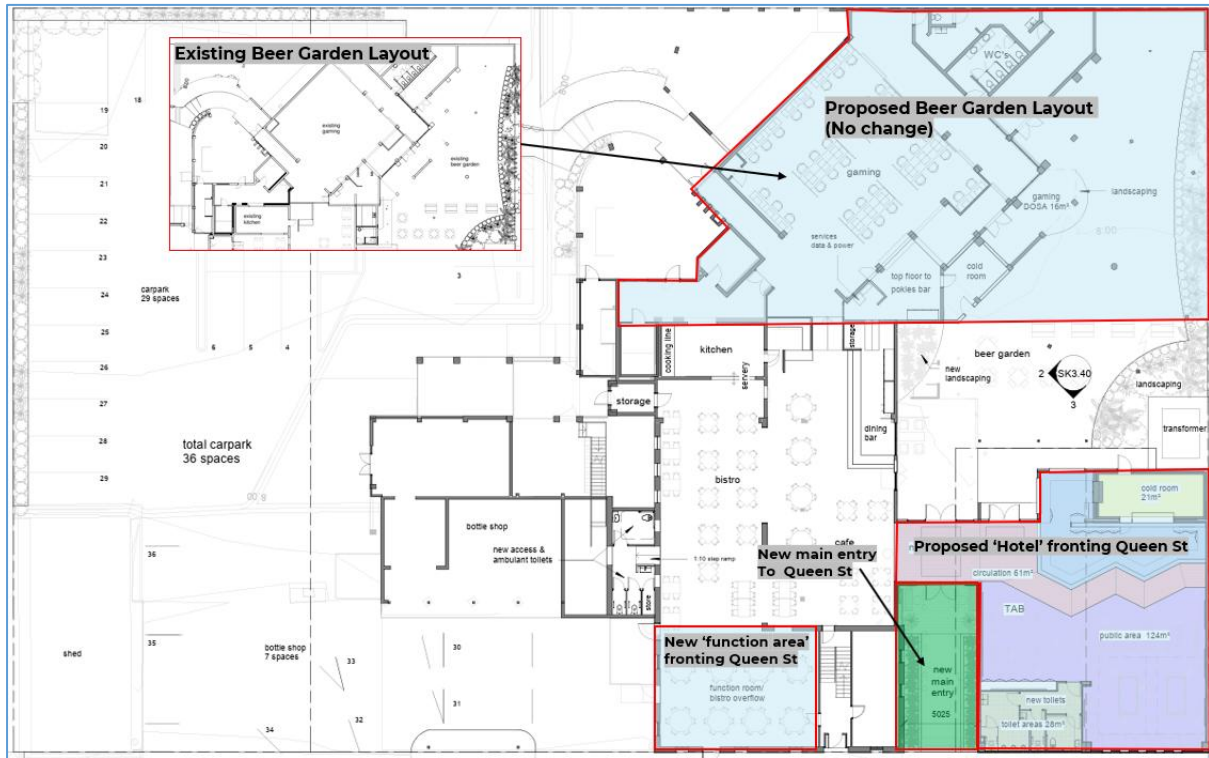 Existing Beer Garden Layout
existing
gaming
existing
beer garden
existing
kitchen
18
19
20
21
22
23
24
25
26
27
28
29
carpark
29 spaces
3
6
5
4
total carpark
36 spaces
WC's
Proposed Beer Garden Layout
(No change)
gaming
gaming
DOSA 16m²
landscaping
services
data & power
cold
room
top floor to
pokies bar
cooking line
kitchen
storage
servery
storage
dining
bar
beer garden
new
landscaping
2
SK3.40
3
landscaping
transformer
bistro
cafe
bottle shop
new access &
ambulant toilets
1:10 step ramp
store
New main entry
To Queen St
cold room
21m²
Proposed ‘Hotel’ fronting Queen St
circulation 61m²
TAB
public area 124m²
new
main
entry
5025
new toilets
toilet areas 28m²
New ‘function area’
fronting Queen St
function room/
bistro overflow
shed
36
35
bottle shop
7 spaces
33
30
34
32
31